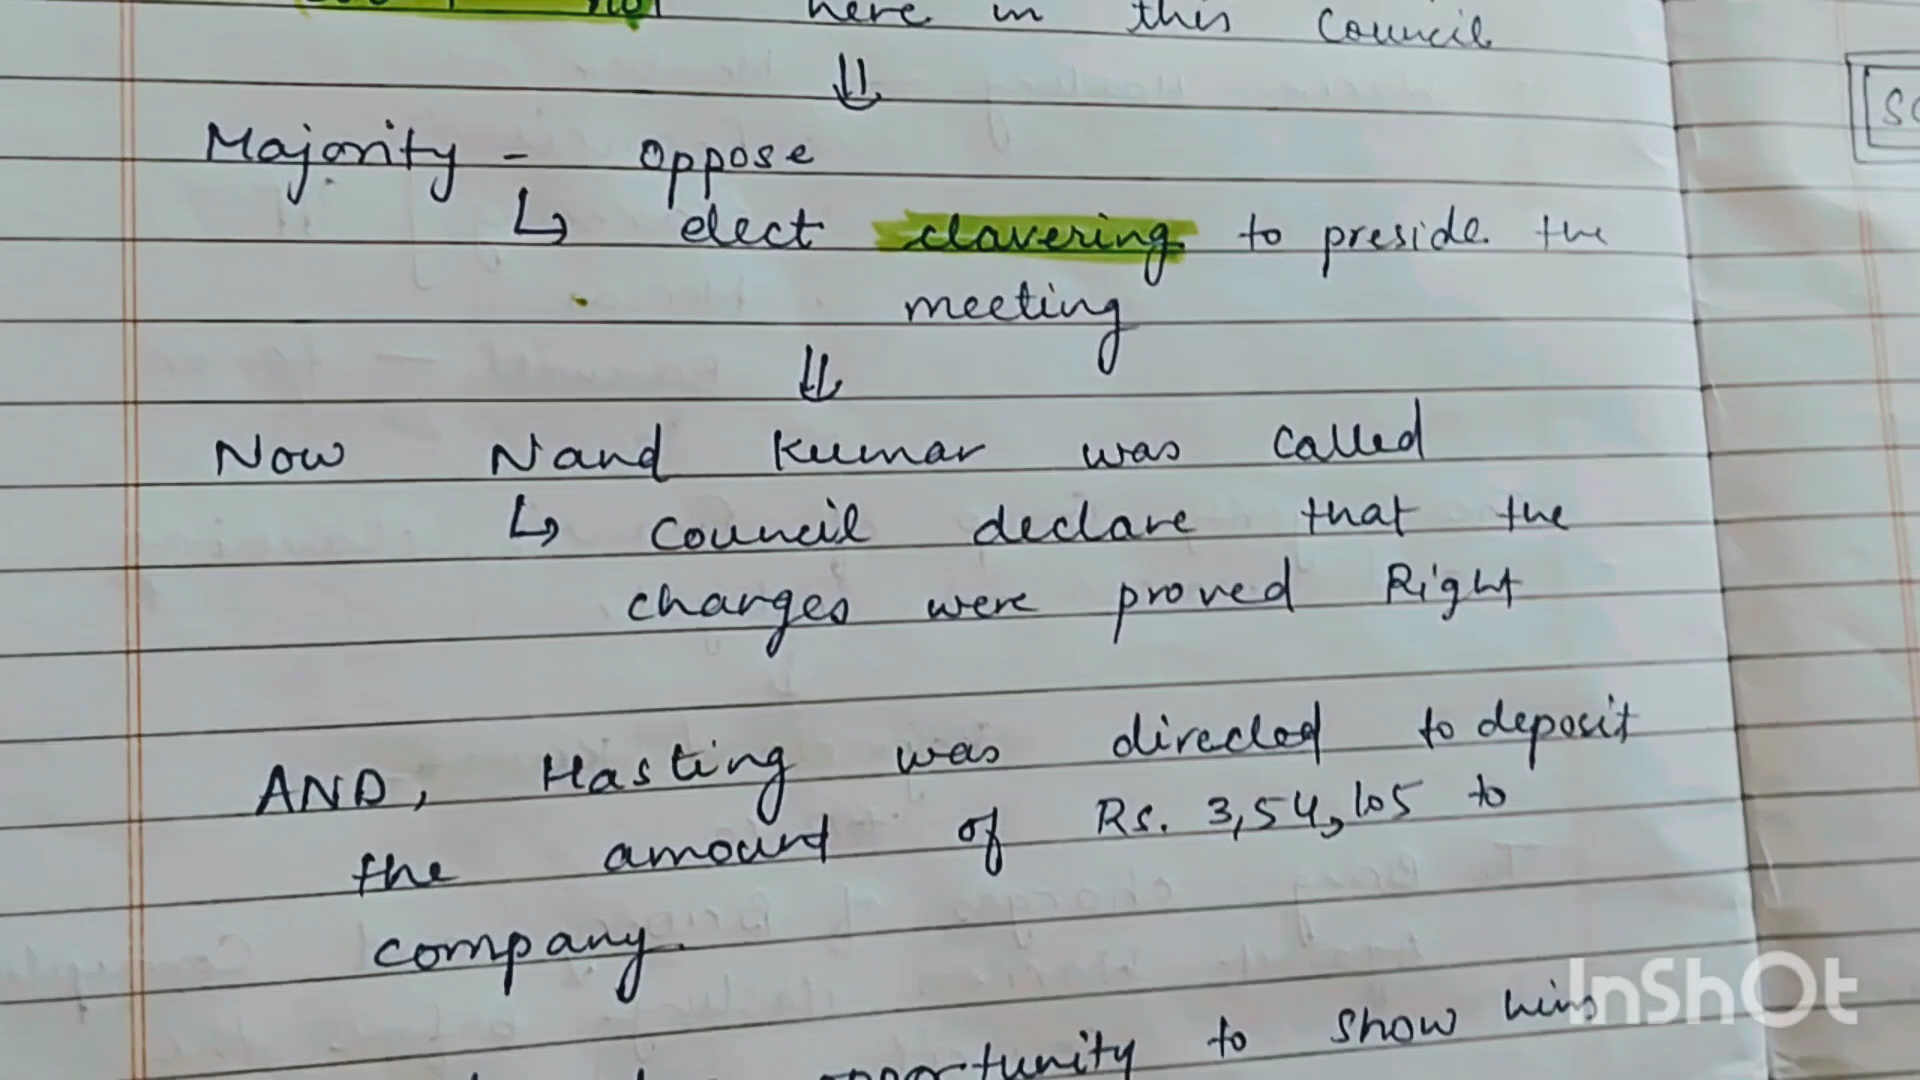 not here in this Council
⇓
Majority - oppose
↳ elect clavering to preside the
meeting
⇓
Now Nand Kumar was called
↳ Council declare that the
charges were proved Right
AND, Hasting was directed to deposit
the amount of Rs. 3,54,105 to
company.
opportunity to show
InShOt